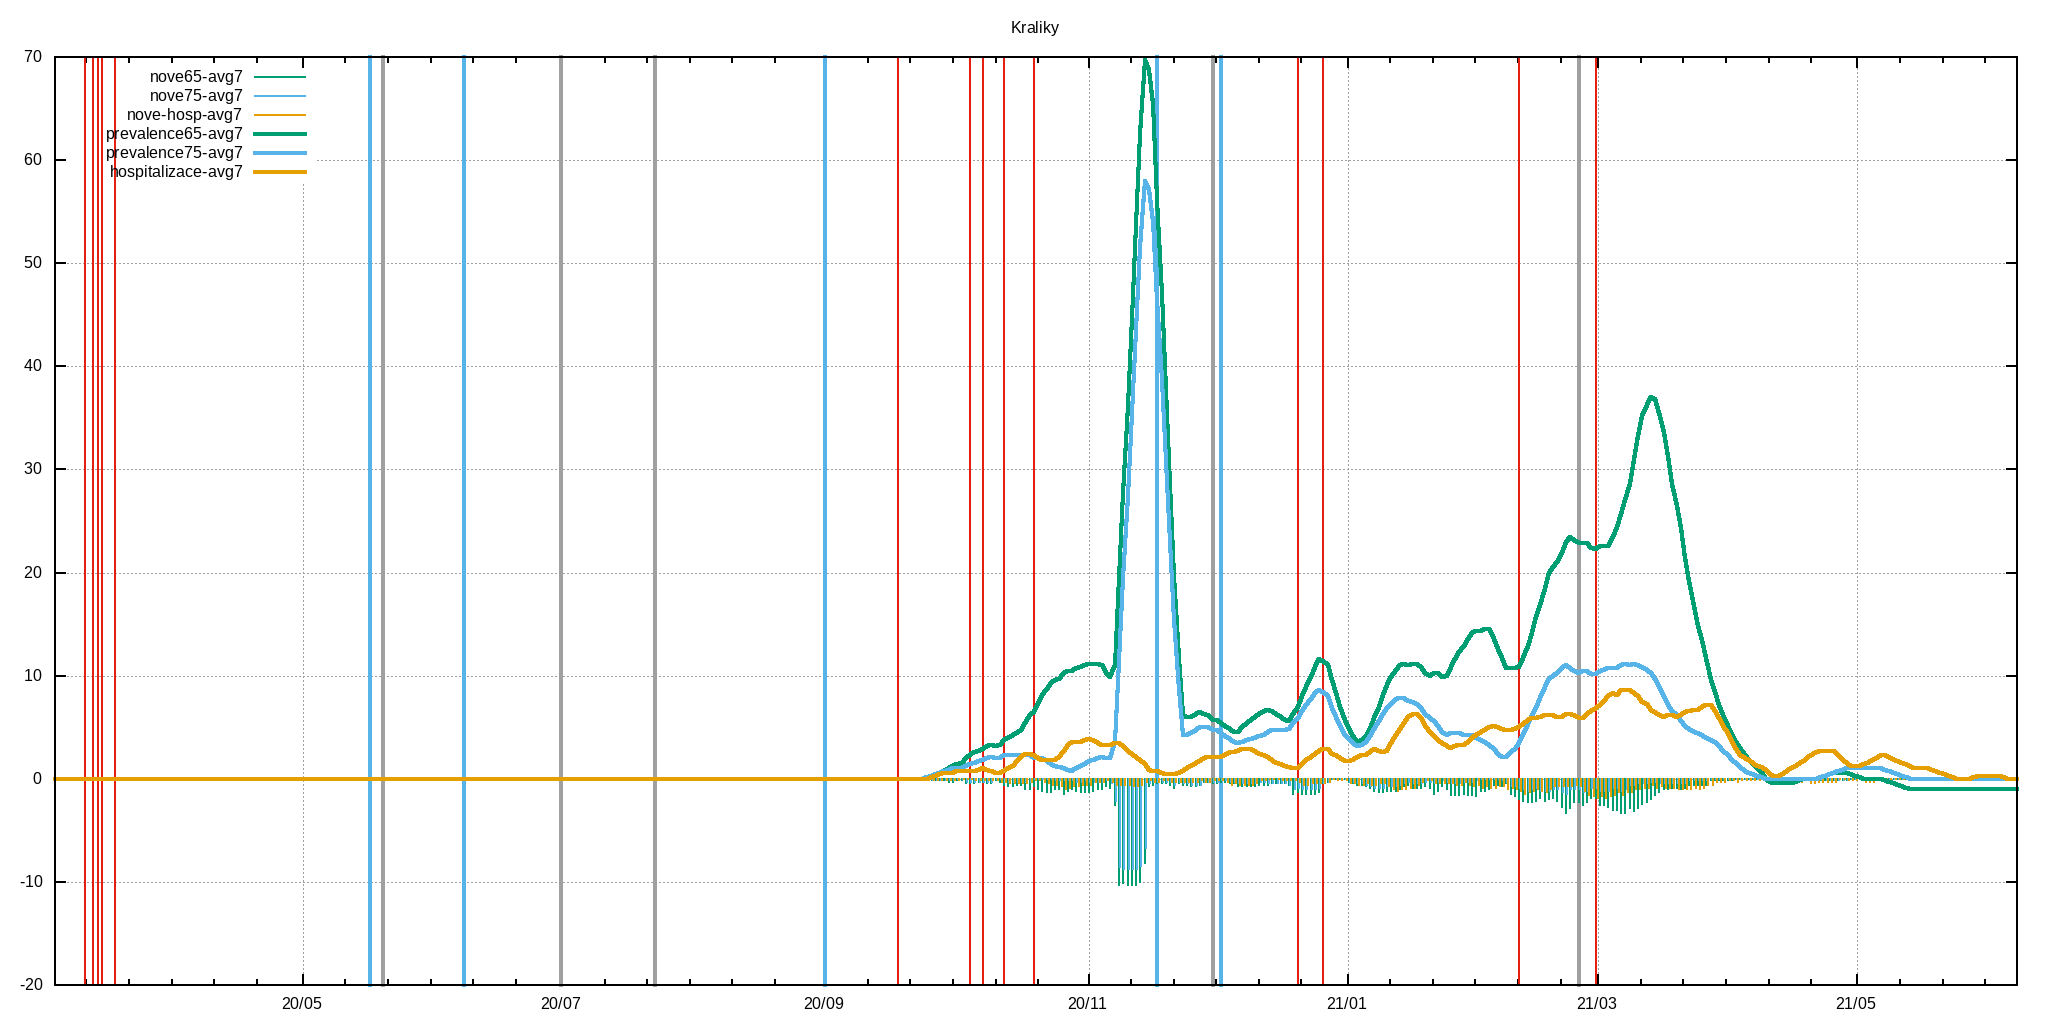 Kraliky
70
60
50
40
30
20
10
0
-10
-20
nove65-avg7
nove75-avg7
nove-hosp-avg7
prevalence65-avg7
prevalence75-avg7
hospitalizace-avg7
20/05 20/07 20/09 20/11 21/01 21/03 21/05